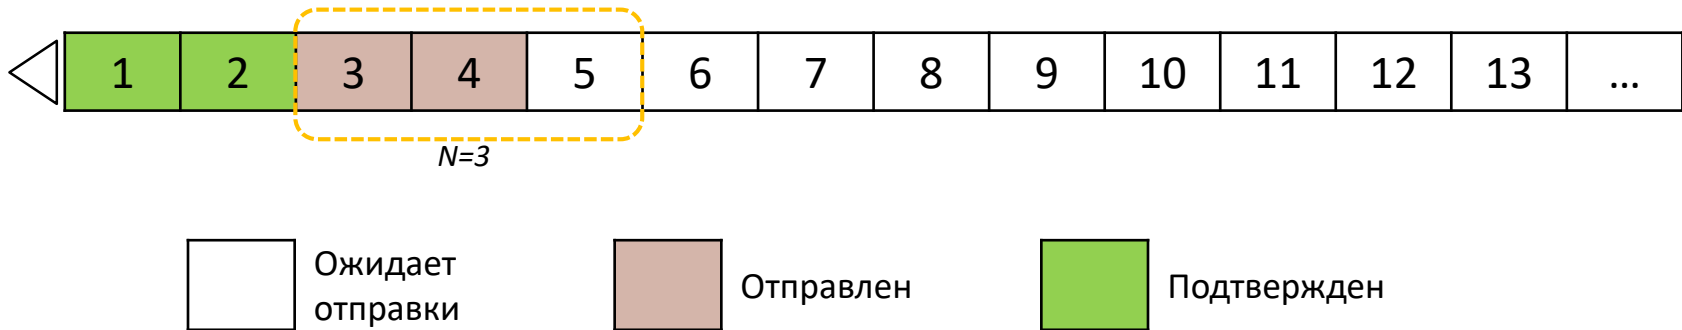 1 2 3 4 5 6 7 8 9 10 11 12 13 ...
N=3
Ожидает
отправки
Отправлен
Подтвержден